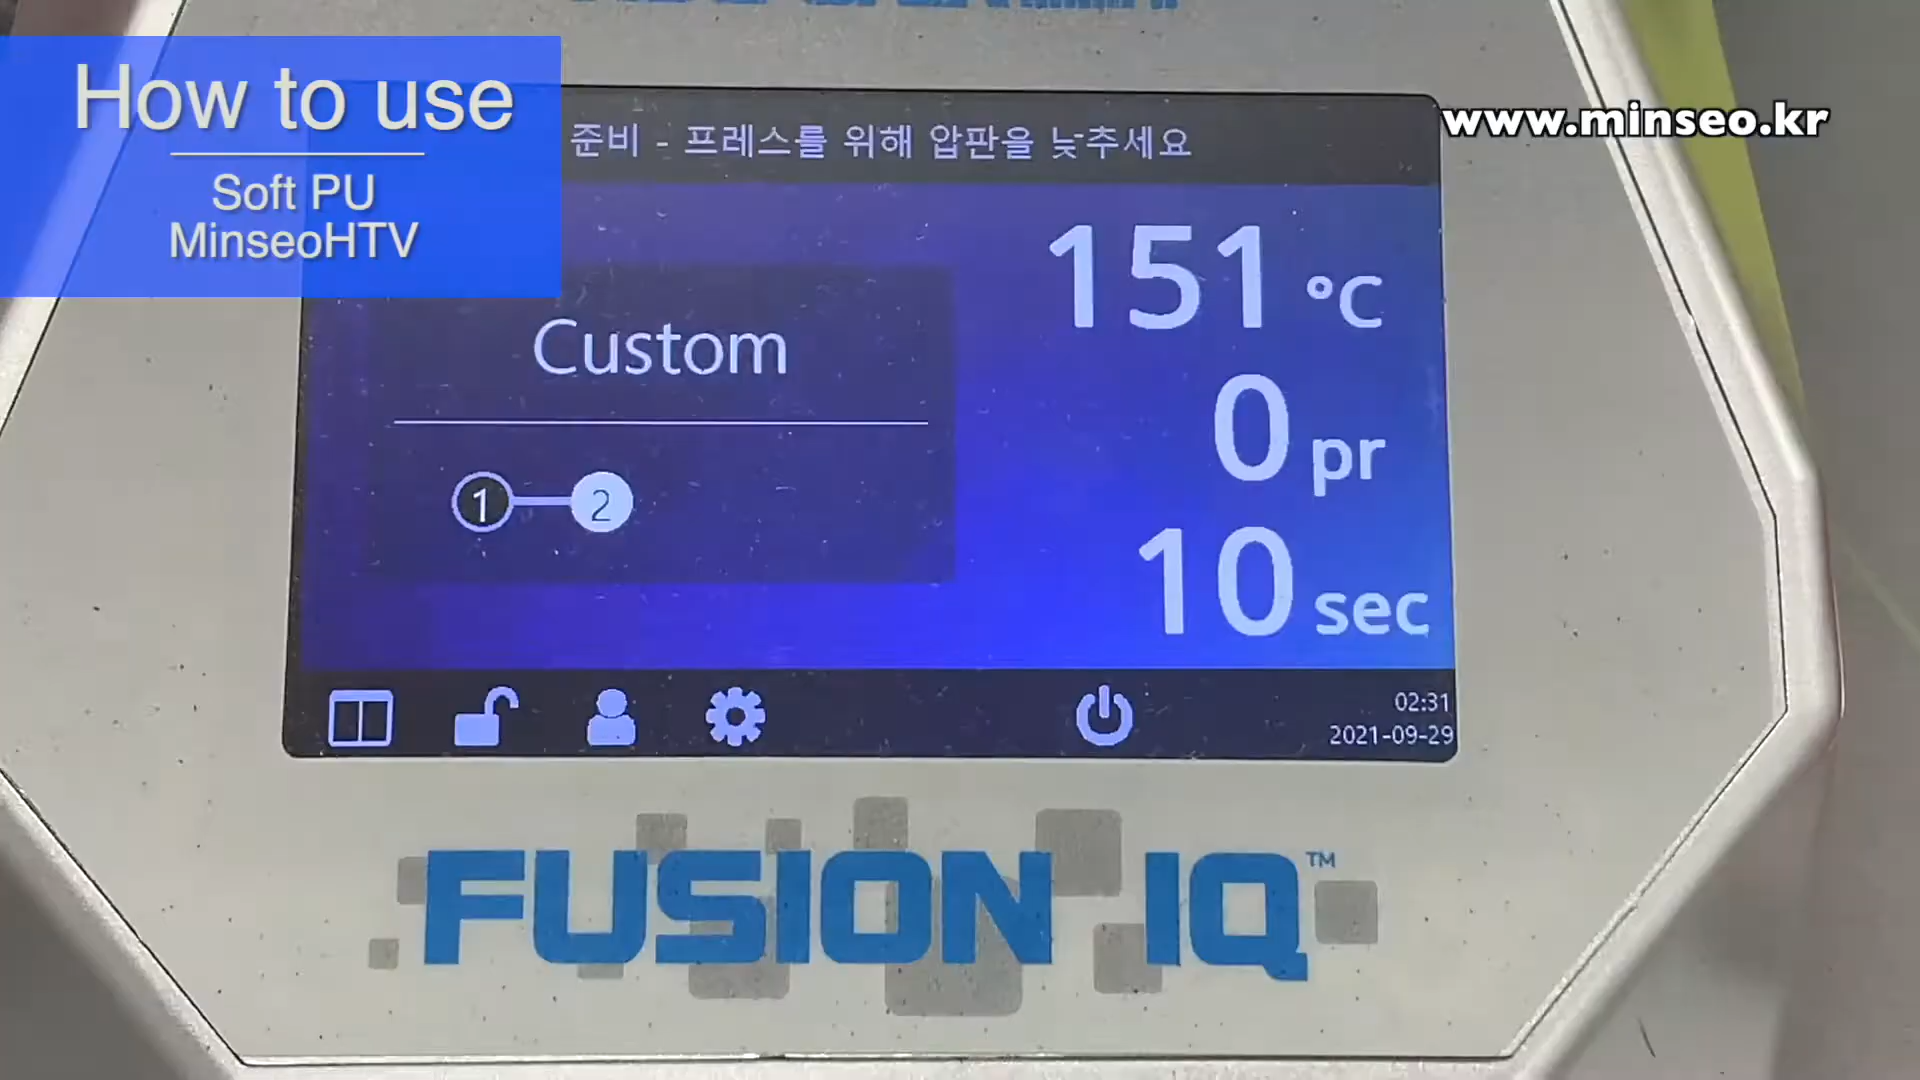 How to use
Soft PU
MinseoHTV
www.minseo.kr
준비 - 프레스를 위해 압판을 낮추세요
151 °C
Custom
0 pr
1 2
10 sec
02:31
2021-09-29
FUSION IQ™